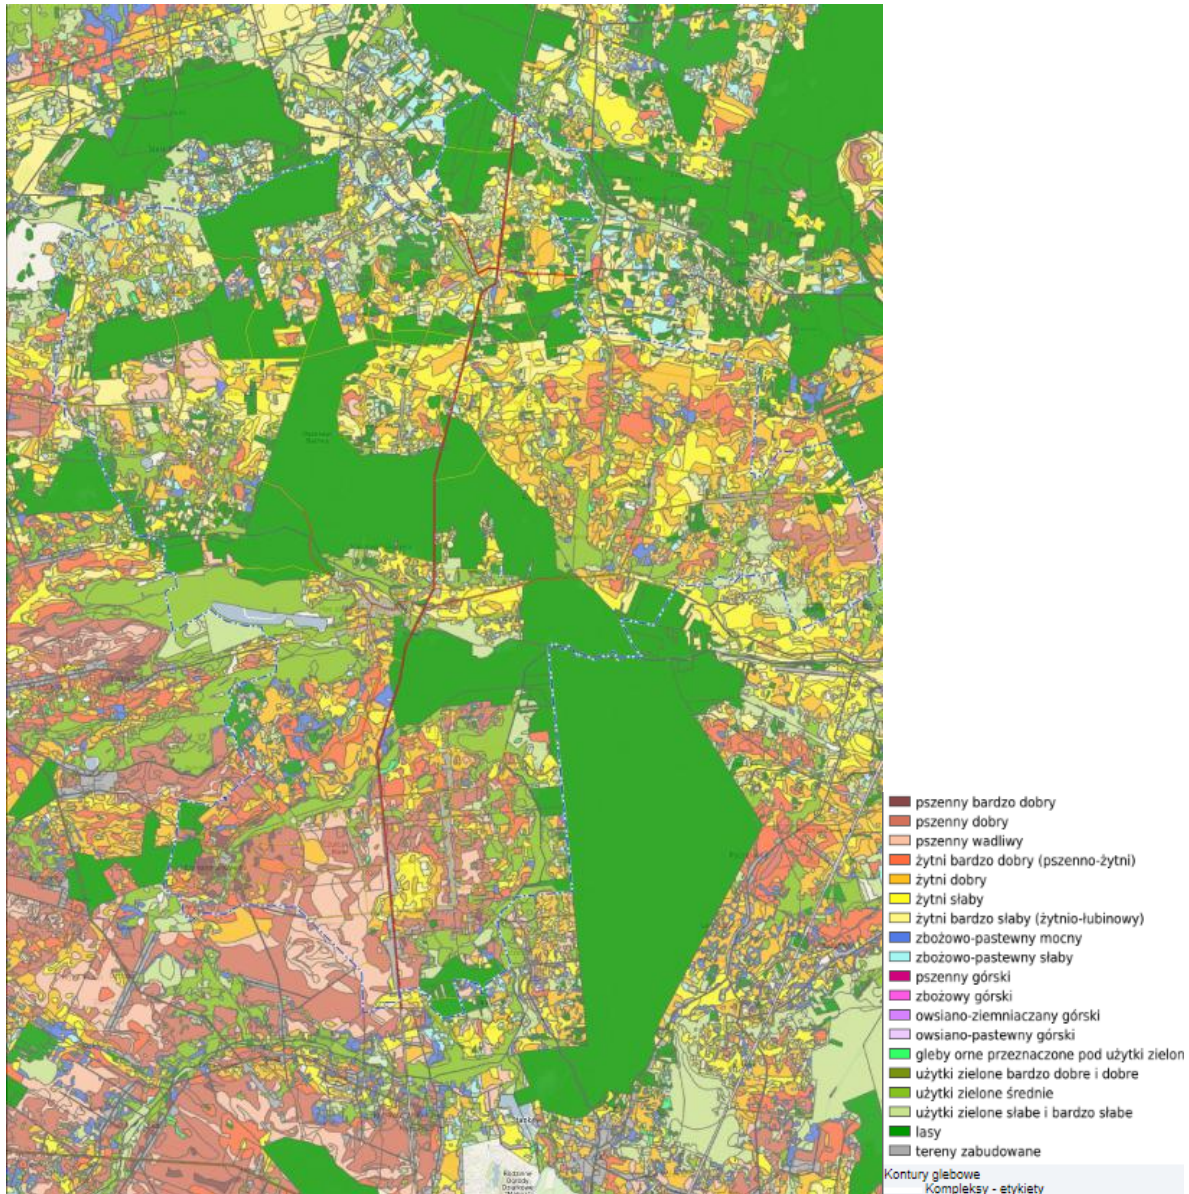 pszenny bardzo dobry
pszenny dobry
pszenny wadliwy
żytni bardzo dobry (pszenno-żytni)
żytni dobry
żytni słaby
żytni bardzo słaby (żytnio-łubinowy)
zbożowo-pastewny mocny
zbożowo-pastewny słaby
pszenny górski
zbożowy górski
owsiano-ziemniaczany górski
owsiano-pastewny górski
gleby orne przeznaczone pod użytki zielon
użytki zielone bardzo dobre i dobre
użytki zielone średnie
użytki zielone słabe i bardzo słabe
lasy
tereny zabudowane
Kontury glebowe
Kompleksy - etykiety